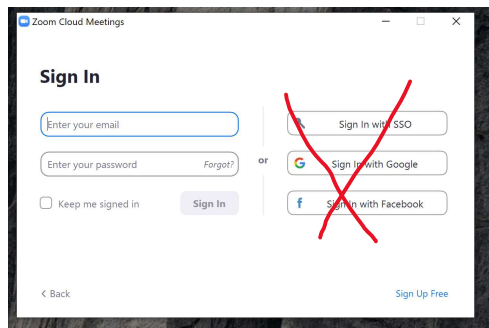 Zoom Cloud Meetings
Sign In
Enter your email
Enter your password Forgot?
Keep me signed in Sign In
or
Sign In with SSO
Sign In with Google
Sign In with Facebook
< Back
Sign Up Free